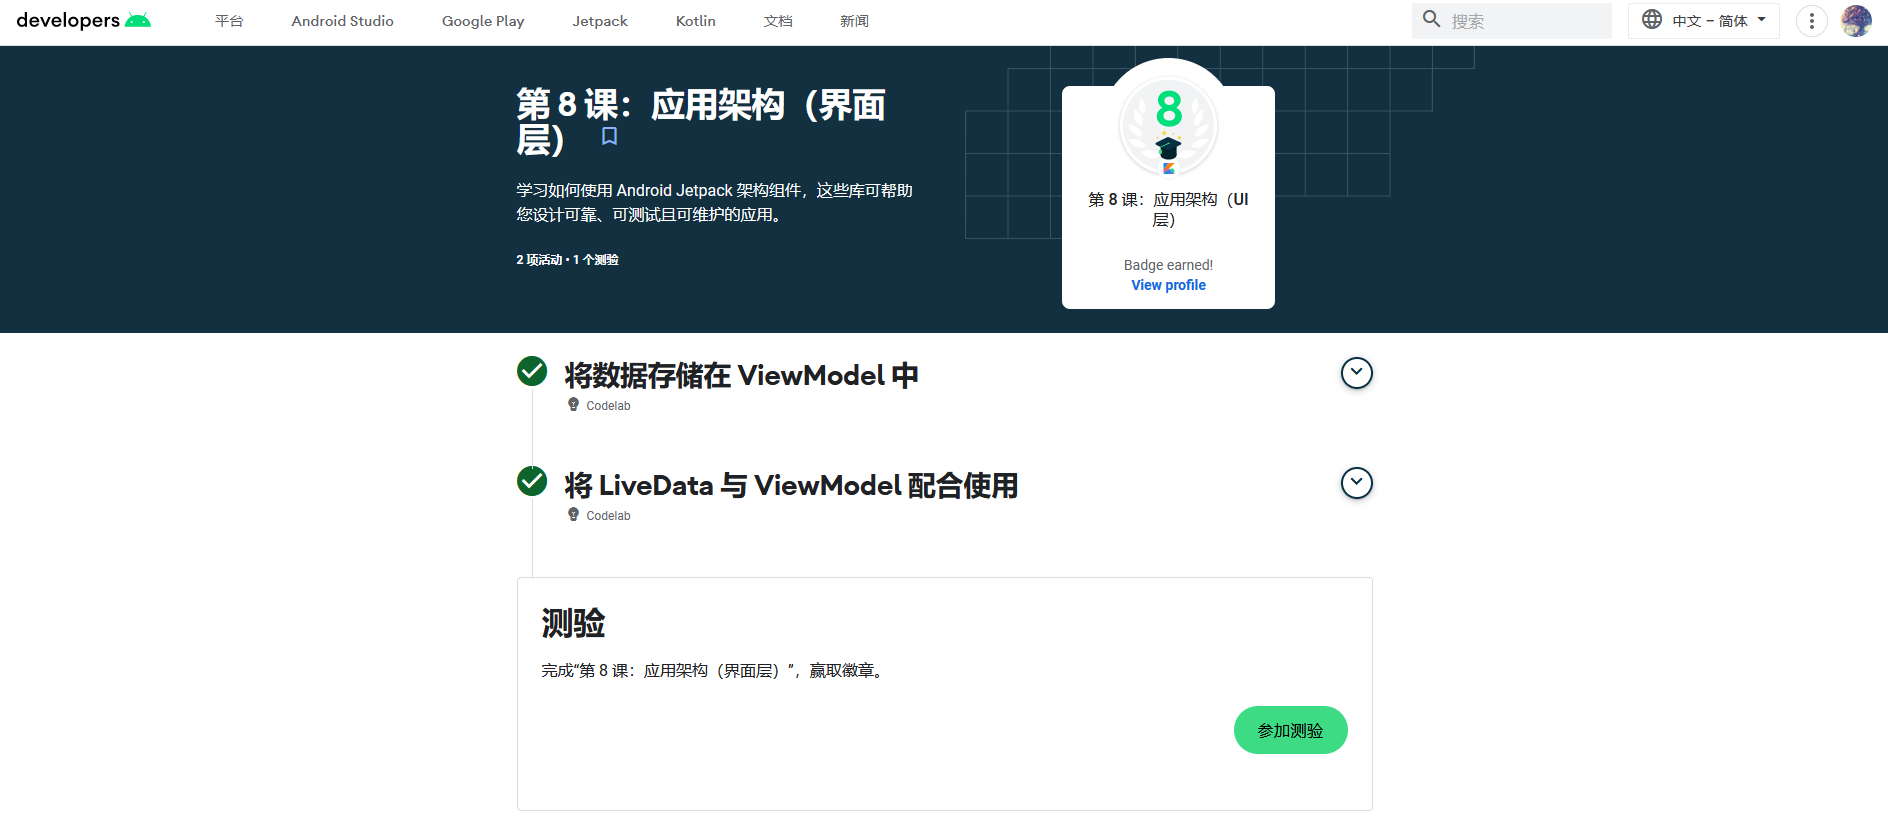 developers
平台
Android Studio
Google Play
Jetpack
Kotlin
文档
新闻
搜索
中文 – 简体
第 8 课：应用架构（界面
层）
学习如何使用 Android Jetpack 架构组件，这些库可帮助
您设计可靠、可测试且可维护的应用。
2 项活动 • 1 个测验
8
第 8 课：应用架构（UI
层）
Badge earned!
View profile
将数据存储在 ViewModel 中
Codelab
将 LiveData 与 ViewModel 配合使用
Codelab
测验
完成“第 8 课：应用架构（界面层）”，赢取徽章。
参加测验